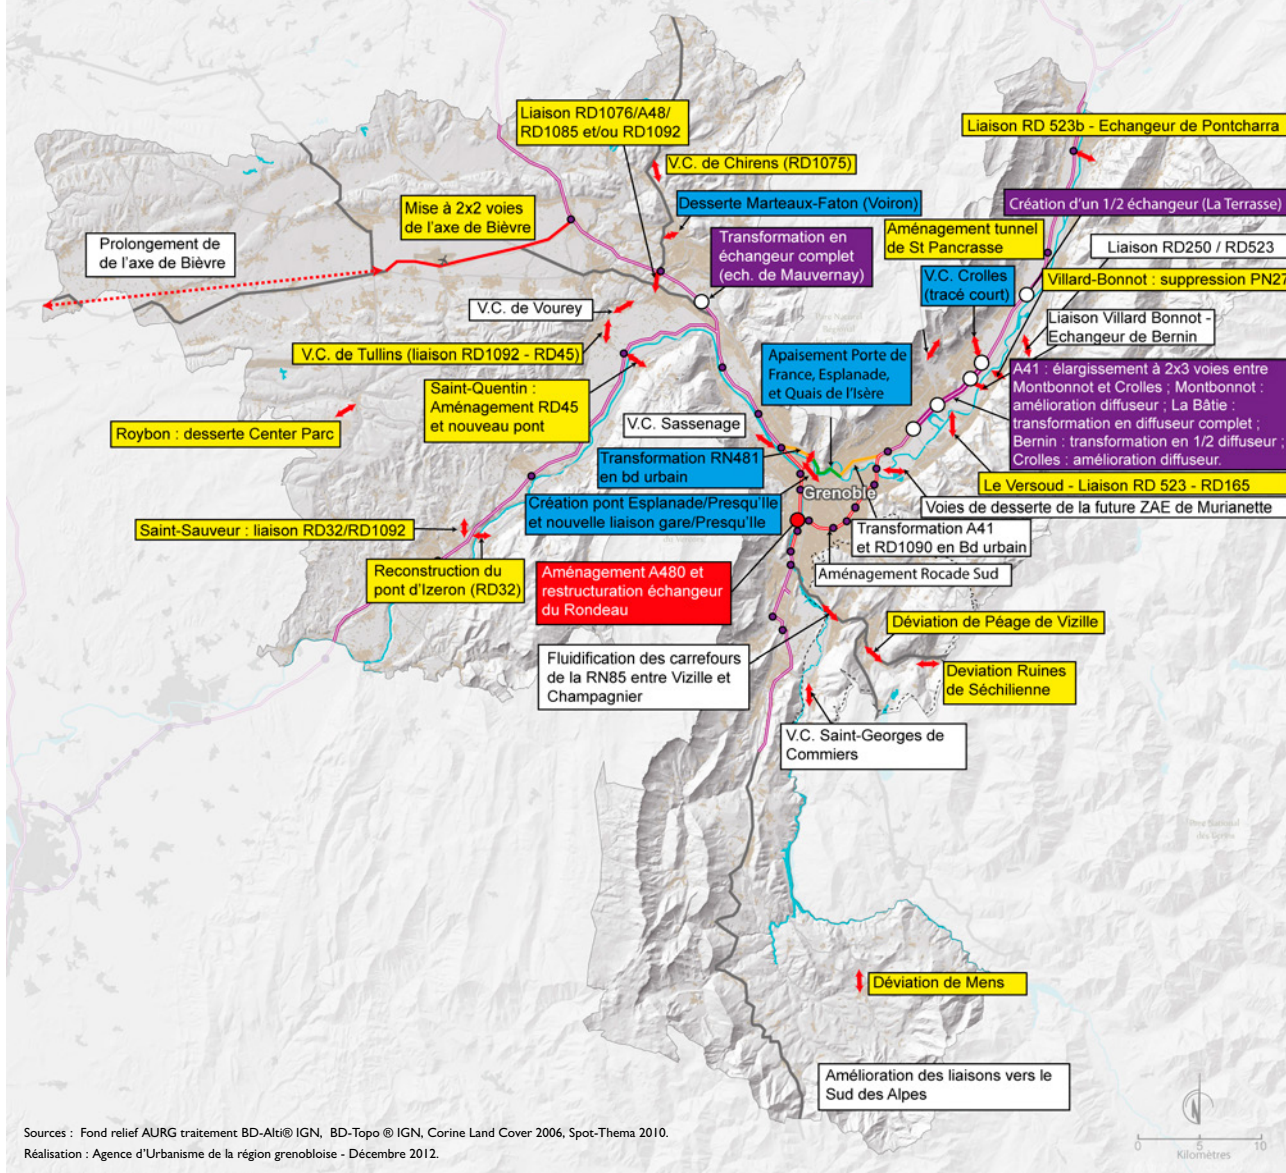 Liaison RD1076/A48/
RD1085 et/ou RD1092
Liaison RD 523b - Echangeur de Pontcharra
V.C. de Chirens (RD1075)
Mise à 2x2 voies
de l'axe de Bièvre
Desserte Marteaux-Faton (Voiron)
Création d'un 1/2 échangeur (La Terrasse)
Prolongement de
de l'axe de Bièvre
Transformation en
échangeur complet
(ech. de Mauvernay)
Aménagement tunnel
de St Pancrasse
Liaison RD250 / RD523
V.C. Crolles
(tracé court)
Villard-Bonnot : suppression PN27
V.C. de Vourey
Liaison Villard Bonnot -
Echangeur de Bernin
V.C. de Tullins (liaison RD1092 - RD45)
Apaisement Porte de
France, Esplanade,
et Quais de l'Isère
A41 : élargissement à 2x3 voies entre
Montbonnot et Crolles ; Montbonnot :
amélioration diffuseur ; La Bâtie :
transformation en diffuseur complet ;
Bernin : transformation en 1/2 diffuseur ;
Crolles : amélioration diffuseur.
Saint-Quentin :
Aménagement RD45
et nouveau pont
Roybon : desserte Center Parc
V.C. Sassenage
Transformation RN481
en bd urbain
Le Versoud - Liaison RD 523 - RD165
Grenoble
Création pont Esplanade/Presqu'Ile
et nouvelle liaison gare/Presqu'Ile
Voies de desserte de la future ZAE de Murianette
Saint-Sauveur : liaison RD32/RD1092
Transformation A41
et RD1090 en Bd urbain
Reconstruction du
pont d'Izeron (RD32)
Aménagement A480 et
restructuration échangeur
du Rondeau
Aménagement Rocade Sud
Déviation de Péage de Vizille
Fluidification des carrefours
de la RN85 entre Vizille et
Champagnier
Deviation Ruines
de Séchilienne
V.C. Saint-Georges de
Commiers
Parc National
des Ecrins
Déviation de Mens
Amélioration des liaisons vers le
Sud des Alpes
N
0 5 10
Kilomètres
Sources : Fond relief AURG traitement BD-Alti® IGN, BD-Topo ® IGN, Corine Land Cover 2006, Spot-Thema 2010.
Réalisation : Agence d'Urbanisme de la région grenobloise - Décembre 2012.